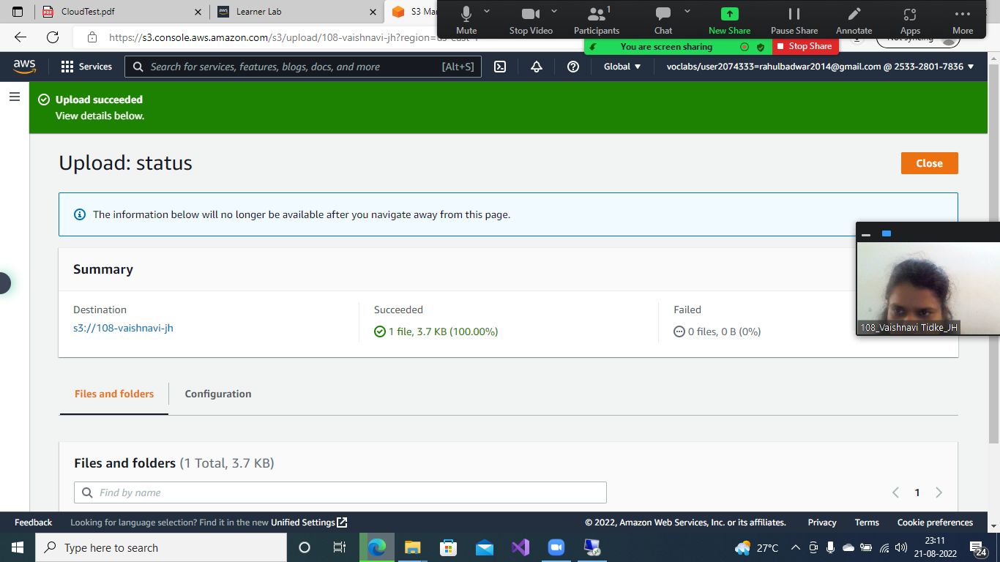 CloudTest.pdf
Learner Lab
S3 Mar
1
Mute
Stop Video
Participants
Chat
New Share
Pause Share
Annotate
Apps
More
https://s3.console.aws.amazon.com/s3/upload/108-vaishnavi-jh?region=us-east-1
Not syncing
You are screen sharing
Stop Share
aws
Services
Search for services, features, blogs, docs, and more
[Alt+S]
Global
voclabs/user2074333=rahulbadwar2014@gmail.com @ 2533-2801-7836
Upload succeeded
View details below.
Upload: status
Close
The information below will no longer be available after you navigate away from this page.
Summary
Destination
s3://108-vaishnavi-jh
Succeeded
1 file, 3.7 KB (100.00%)
Failed
0 files, 0 B (0%)
108_Vaishnavi Tidke_JH
Files and folders
Configuration
Files and folders (1 Total, 3.7 KB)
Find by name
1
Feedback
Looking for language selection? Find it in the new Unified Settings
© 2022, Amazon Web Services, Inc. or its affiliates.
Privacy
Terms
Cookie preferences
Type here to search
27°C
23:11
21-08-2022
24